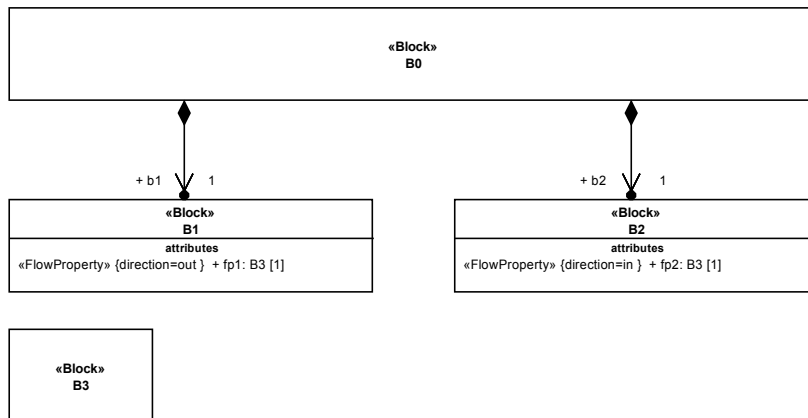 «Block»
B0
+ b1 1
+ b2 1
«Block»
B1
attributes
«FlowProperty» {direction=out } + fp1: B3 [1]
«Block»
B2
attributes
«FlowProperty» {direction=in } + fp2: B3 [1]
«Block»
B3